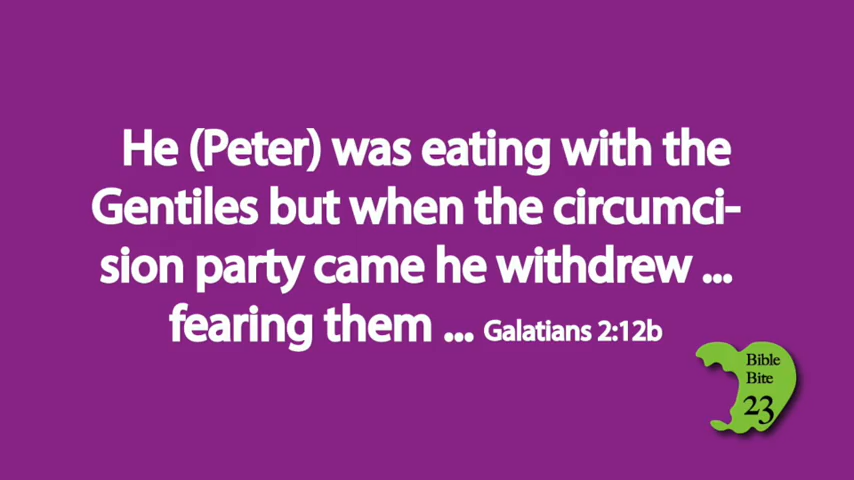 He (Peter) was eating with the
Gentiles but when the circumci-
sion party came he withdrew ...
fearing them ... Galatians 2:12b
Bible
Bite
23